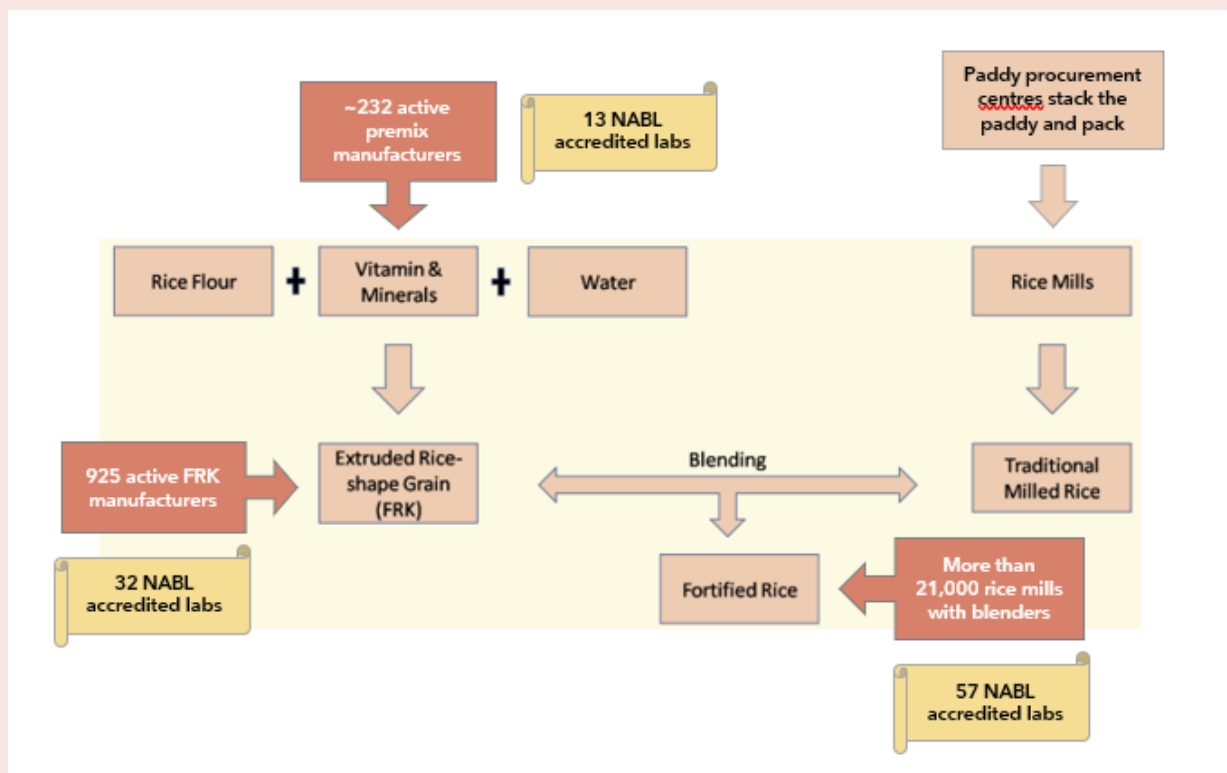 ~232 active
premix
manufacturers
13 NABL
accredited labs
Paddy procurement
centres stack the
paddy and pack
Rice Flour
+
Vitamin &
Minerals
+
Water
Rice Mills
925 active FRK
manufacturers
Extruded Rice-
shape Grain
(FRK)
Blending
Traditional
Milled Rice
32 NABL
accredited labs
Fortified Rice
More than
21,000 rice mills
with blenders
57 NABL
accredited labs